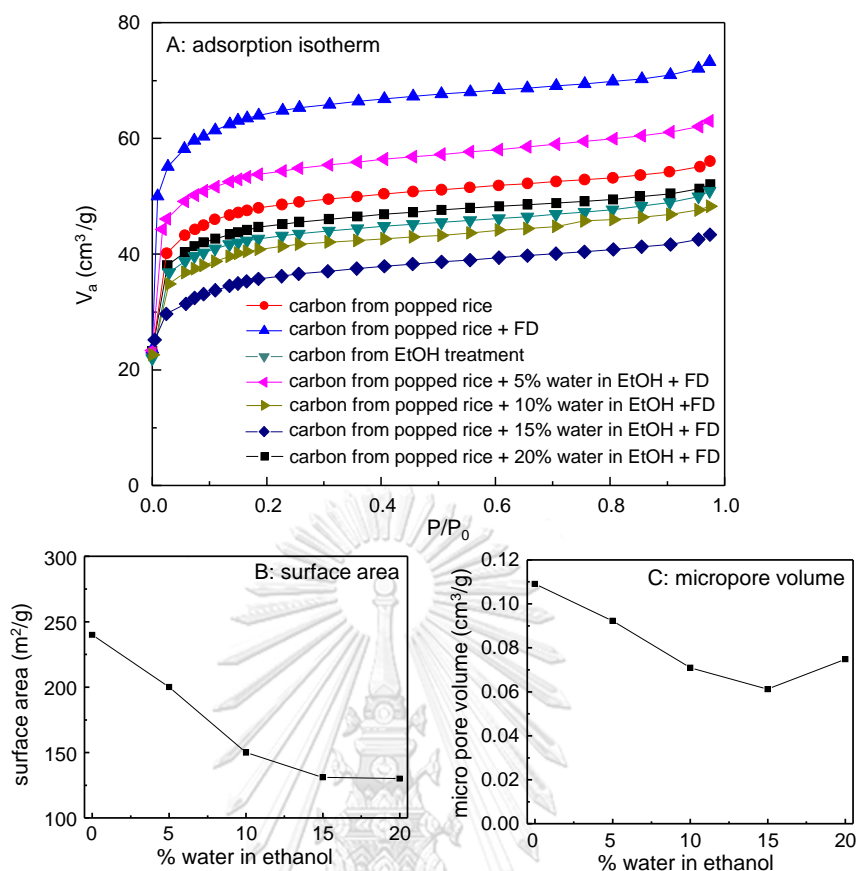 80
A: adsorption isotherm
60
40
20
0
Vₐ (cm³/g)
carbon from popped rice
carbon from popped rice + FD
carbon from EtOH treatment
carbon from popped rice + 5% water in EtOH + FD
carbon from popped rice + 10% water in EtOH +FD
carbon from popped rice + 15% water in EtOH + FD
carbon from popped rice + 20% water in EtOH + FD
0.0 0.2 0.4 0.6 0.8 1.0
P/P₀
300
B: surface area
250
200
150
100
surface area (m²/g)
0 5 10 15 20
% water in ethanol
0.12
C: micropore volume
0.10
0.08
0.06
0.04
0.02
0.00
micro pore volume (cm³/g)
0 5 10 15 20
% water in ethanol